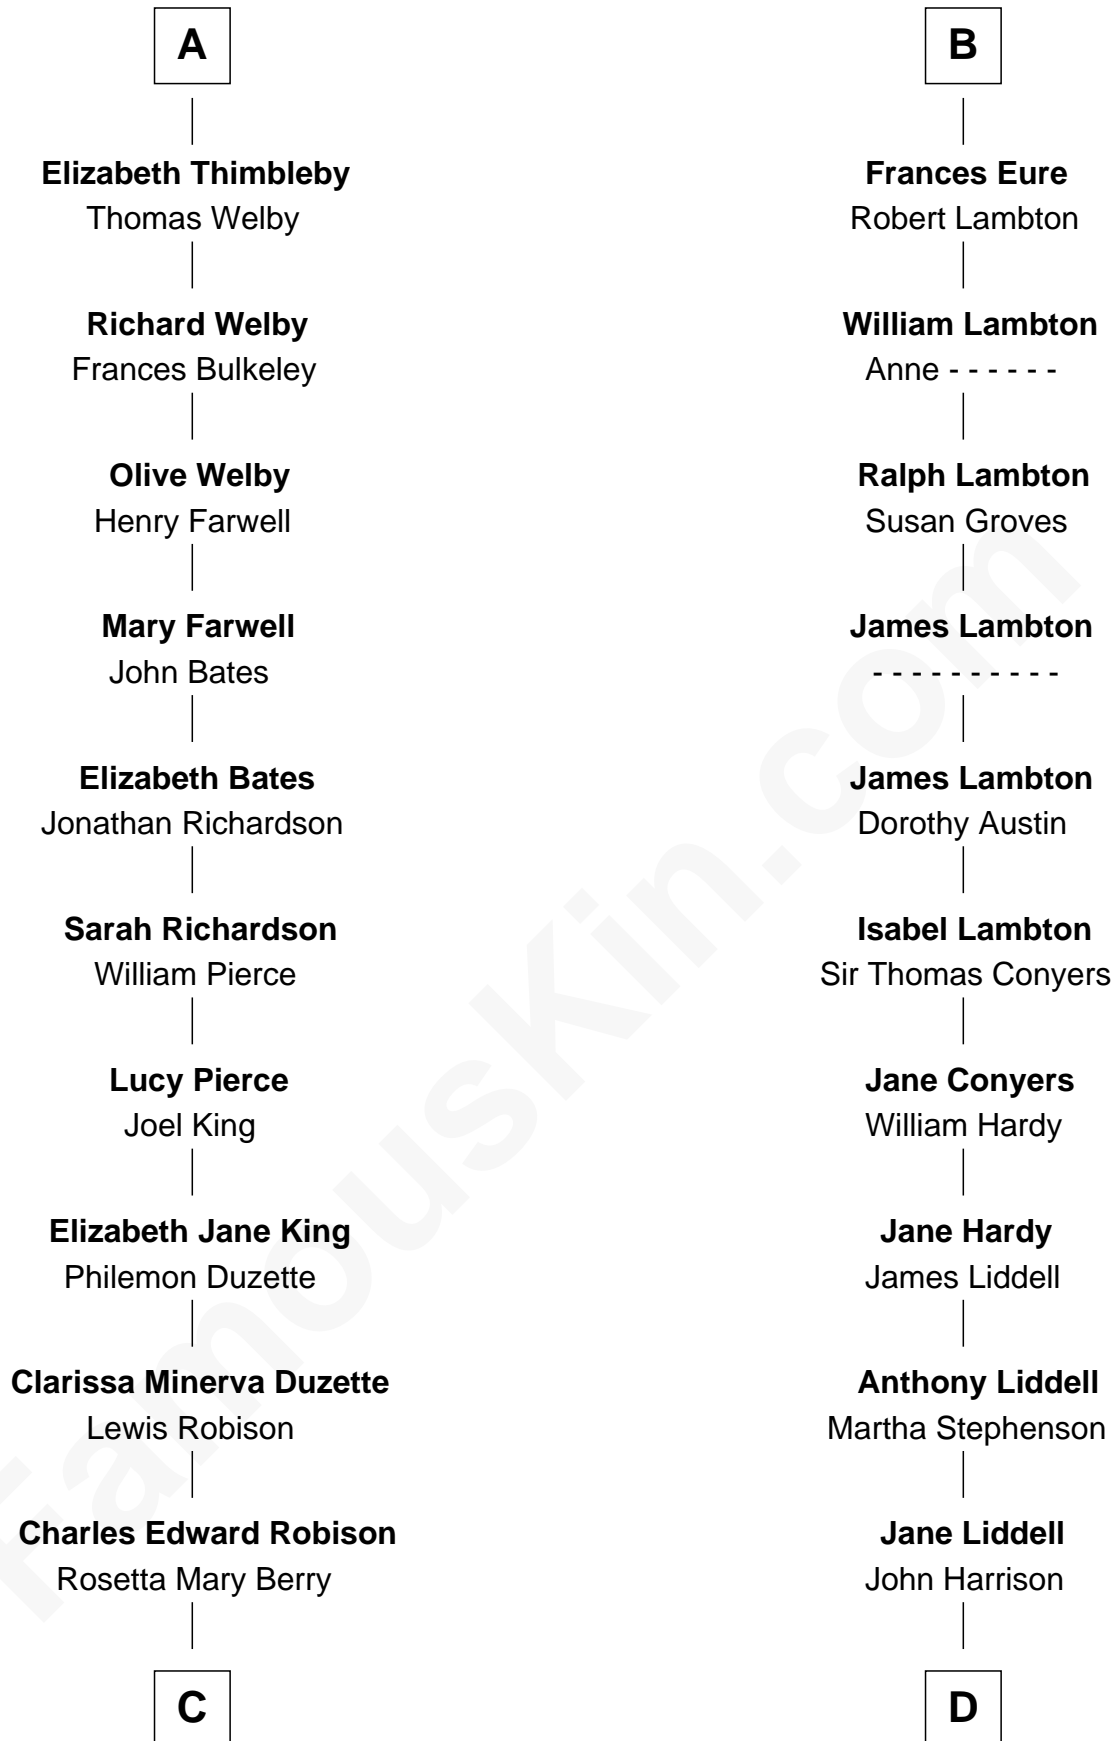 A
Elizabeth Thimbleby
Thomas Welby
Richard Welby
Frances Bulkeley
Olive Welby
Henry Farwell
Mary Farwell
John Bates
Elizabeth Bates
Jonathan Richardson
Sarah Richardson
William Pierce
Lucy Pierce
Joel King
Elizabeth Jane King
Philemon Duzette
Clarissa Minerva Duzette
Lewis Robison
Charles Edward Robison
Rosetta Mary Berry
C
B
Frances Eure
Robert Lambton
William Lambton
Anne - - - - - -
Ralph Lambton
Susan Groves
James Lambton
- - - - - - - - - -
James Lambton
Dorothy Austin
Isabel Lambton
Sir Thomas Conyers
Jane Conyers
William Hardy
Jane Hardy
James Liddell
Anthony Liddell
Martha Stephenson
Jane Liddell
John Harrison
D
FamousKin.com